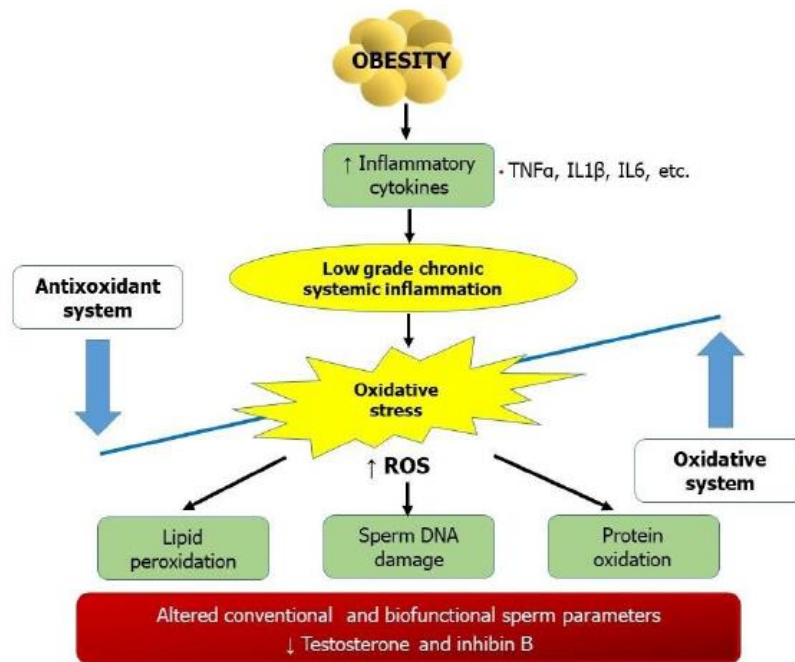 OBESITY
↑ Inflammatory
cytokines
• TNFα, IL1β, IL6, etc.
Low grade chronic
systemic inflammation
Antixoxidant
system
Oxidative
stress
↑ ROS
Oxidative
system
Lipid
peroxidation
Sperm DNA
damage
Protein
oxidation
Altered conventional and biofunctional sperm parameters
↓ Testosterone and inhibin B